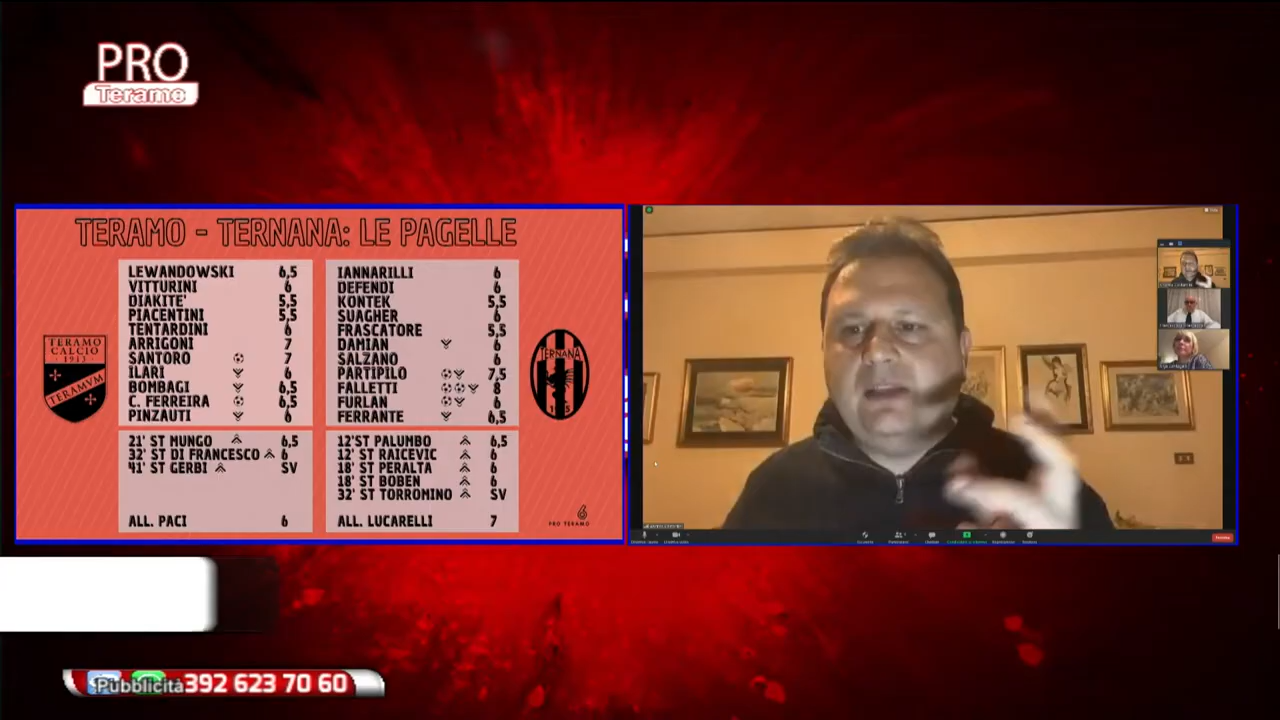 PRO
Teramo
TERAMO - TERNANA: LE PAGELLE
LEWANDOWSKI 6,5
VITTURINI 6
DIAKITE' 5,5
PIACENTINI 5,5
TENTARDINI 6
ARRIGONI 7
SANTORO 7
ILARI 6
BOMBAGI 6,5
C. FERREIRA 6,5
PINZAUTI 6
21' ST MUNGO 6,5
32' ST DI FRANCESCO 6
41' ST GERBI SV
ALL. PACI 6
IANNARILLI 6
DEFENDI 6
KONTEK 5,5
SUAGHER 6
FRASCATORE 5,5
DAMIAN 6
SALZANO 6
PARTIPILO 7,5
FALLETTI 8
FURLAN 6
FERRANTE 6,5
12'ST PALUMBO 6,5
12' ST RAICEVIC 6
18' ST PERALTA 6
18' ST BOBEN 6
32' ST TORROMINO SV
ALL. LUCARELLI 7
TERAMO
CALCIO
1913
TERAMVM
TERNANA
6
PRO TERAMO
Pubblicità 392 623 70 60